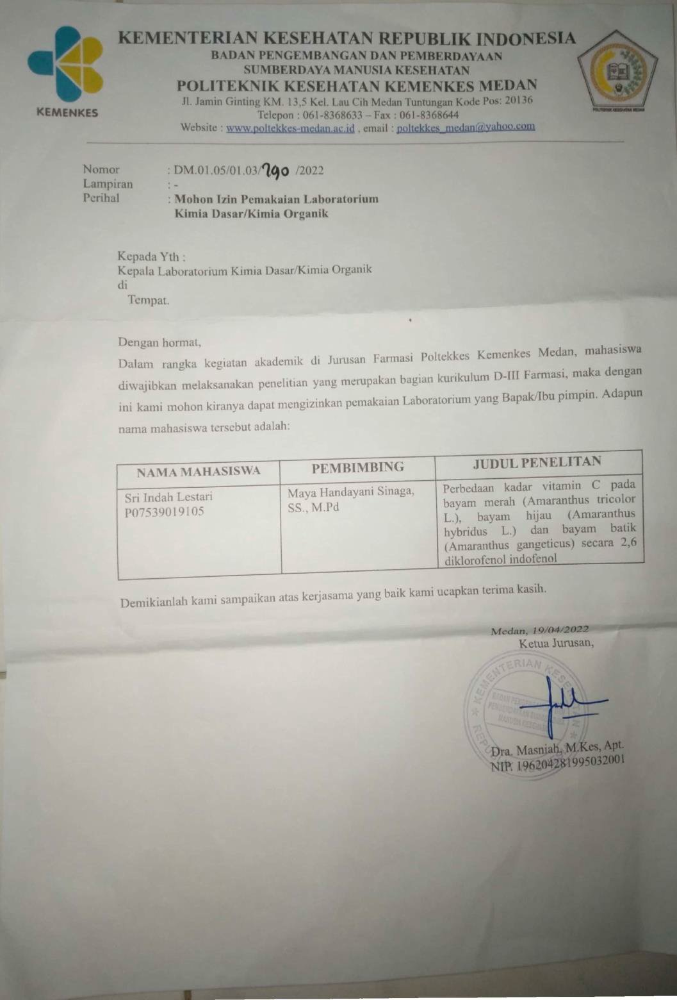 KEMENTERIAN KESEHATAN REPUBLIK INDONESIA
BADAN PENGEMBANGAN DAN PEMBERDAYAAN
SUMBERDAYA MANUSIA KESEHATAN
POLITEKNIK KESEHATAN KEMENKES MEDAN
Jl. Jamin Ginting KM. 13,5 Kel. Lau Cih Medan Tuntungan Kode Pos: 20136
Telepon : 061-8368633 – Fax : 061-8368644
Website : www.poltekkes-medan.ac.id , email : poltekkes_medan@yahoo.com
KEMENKES
POLITEKNIK KESEHATAN MEDAN
Nomor : DM.01.05/01.03/290 /2022
Lampiran : -
Perihal : Mohon Izin Pemakaian Laboratorium
Kimia Dasar/Kimia Organik
Kepada Yth :
Kepala Laboratorium Kimia Dasar/Kimia Organik
di
Tempat.
Dengan hormat,
Dalam rangka kegiatan akademik di Jurusan Farmasi Poltekkes Kemenkes Medan, mahasiswa
diwajibkan melaksanakan penelitian yang merupakan bagian kurikulum D-III Farmasi, maka dengan
ini kami mohon kiranya dapat mengizinkan pemakaian Laboratorium yang Bapak/Ibu pimpin. Adapun
nama mahasiswa tersebut adalah:
NAMA MAHASISWA PEMBIMBING JUDUL PENELITAN
Sri Indah Lestari
P07539019105
Maya Handayani Sinaga,
SS., M.Pd
Perbedaan kadar vitamin C pada
bayam merah (Amaranthus tricolor
L.), bayam hijau (Amaranthus
hybridus L.) dan bayam batik
(Amaranthus gangeticus) secara 2,6
diklorofenol indofenol
Demikianlah kami sampaikan atas kerjasama yang baik kami ucapkan terima kasih.
Medan, 19/04/2022
Ketua Jurusan,
KEMENTERIAN KESEHATAN
Dra. Masniah, M.Kes, Apt.
NIP. 196204281995032001